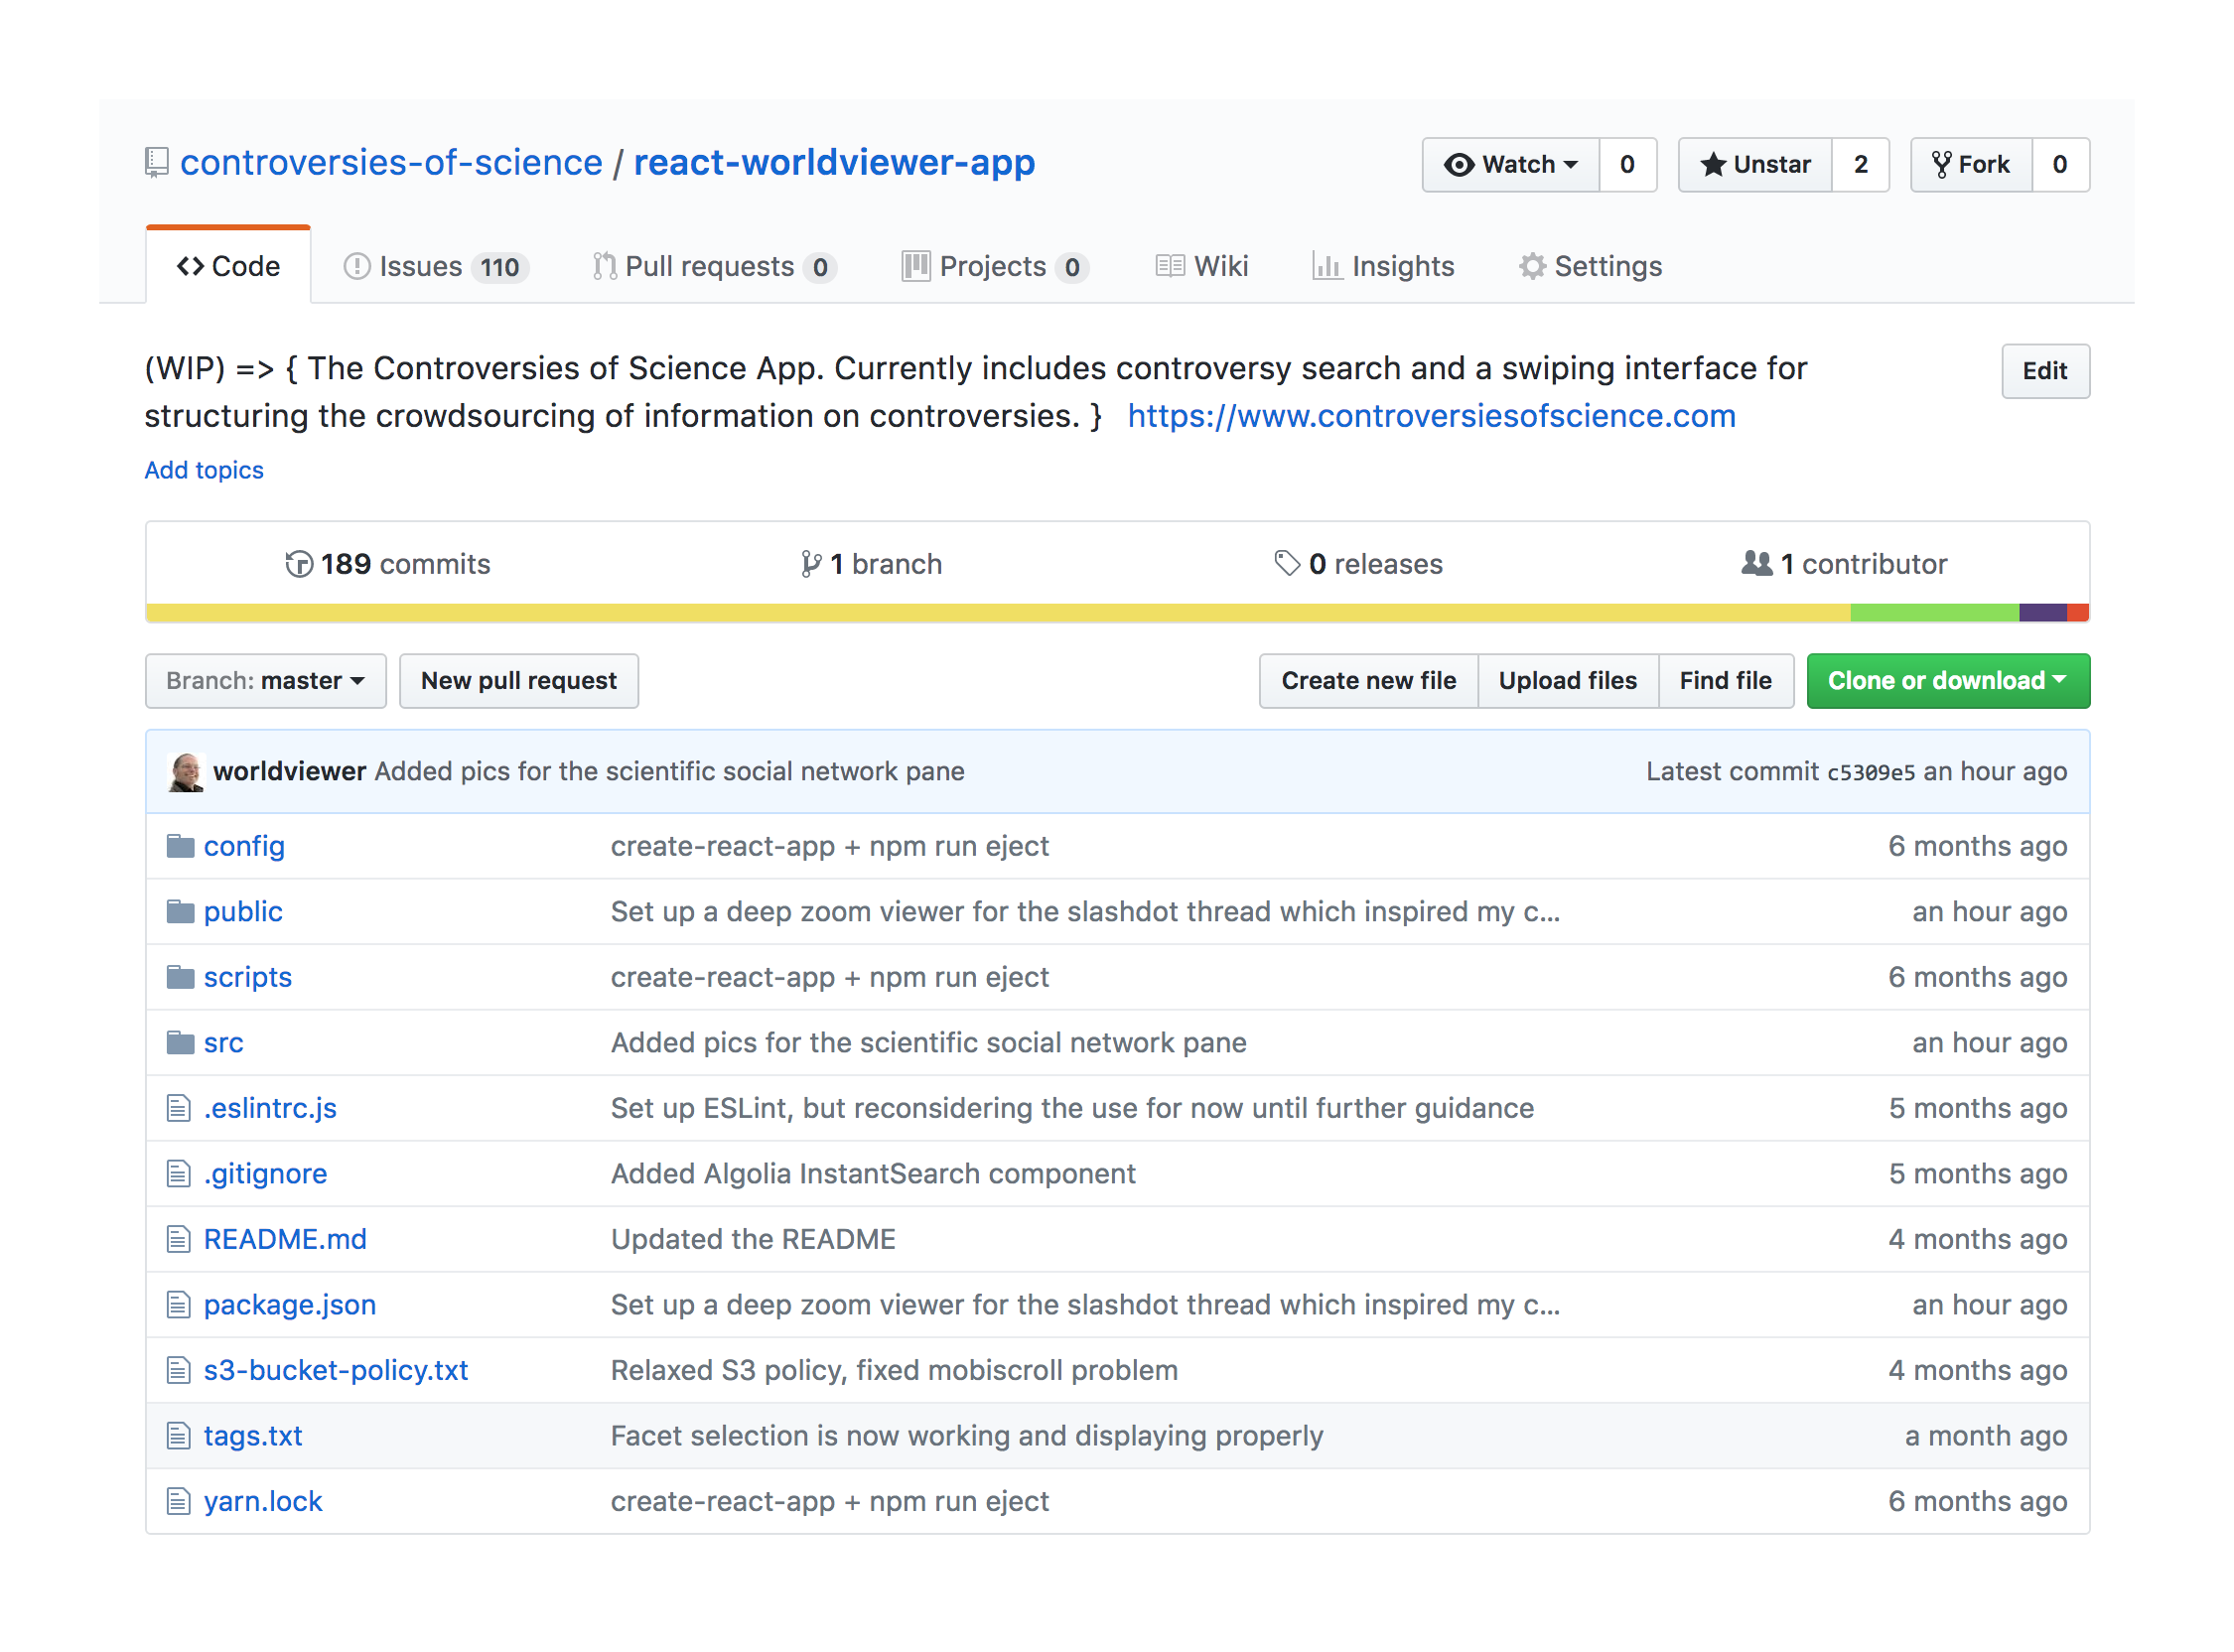 controversies-of-science / react-worldviewer-app Watch 0 Unstar 2 Fork 0
Code Issues 110 Pull requests 0 Projects 0 Wiki Insights Settings
(WIP) => { The Controversies of Science App. Currently includes controversy search and a swiping interface for Edit
structuring the crowdsourcing of information on controversies. } https://www.controversiesofscience.com
Add topics
189 commits 1 branch 0 releases 1 contributor
Branch: master New pull request Create new file Upload files Find file Clone or download
worldviewer Added pics for the scientific social network pane Latest commit c5309e5 an hour ago
config create-react-app + npm run eject 6 months ago
public Set up a deep zoom viewer for the slashdot thread which inspired my c... an hour ago
scripts create-react-app + npm run eject 6 months ago
src Added pics for the scientific social network pane an hour ago
.eslintrc.js Set up ESLint, but reconsidering the use for now until further guidance 5 months ago
.gitignore Added Algolia InstantSearch component 5 months ago
README.md Updated the README 4 months ago
package.json Set up a deep zoom viewer for the slashdot thread which inspired my c... an hour ago
s3-bucket-policy.txt Relaxed S3 policy, fixed mobiscroll problem 4 months ago
tags.txt Facet selection is now working and displaying properly a month ago
yarn.lock create-react-app + npm run eject 6 months ago